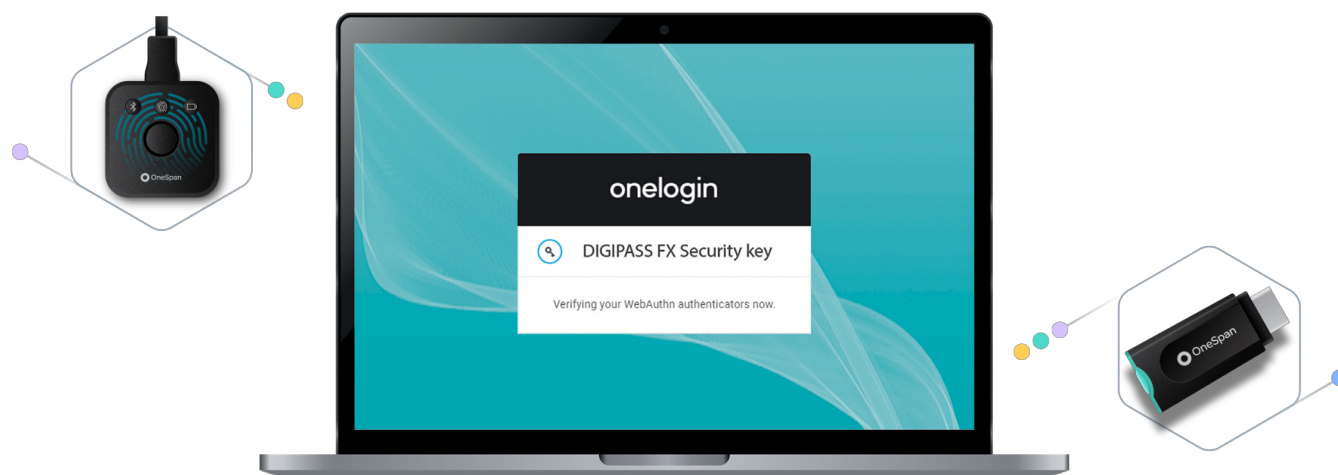 OneSpan
onelogin
DIGIPASS FX Security key
Verifying your WebAuthn authenticators now.
OneSpan